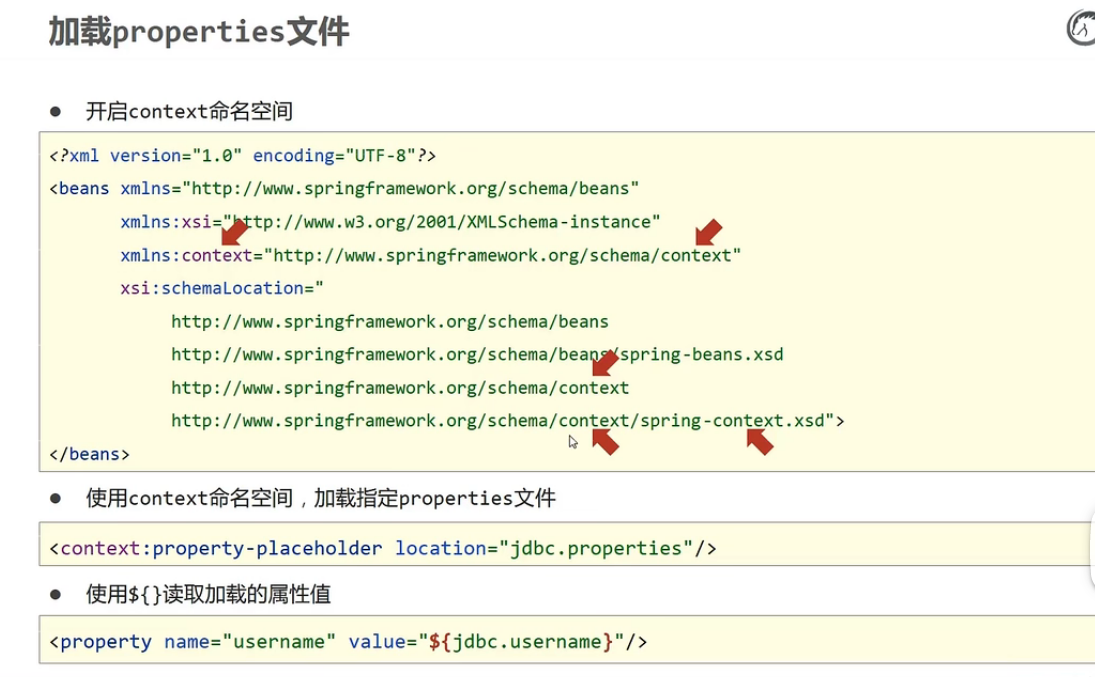 加载properties文件
● 开启context命名空间
<?xml version="1.0" encoding="UTF-8"?>
<beans xmlns="http://www.springframework.org/schema/beans"
xmlns:xsi="http://www.w3.org/2001/XMLSchema-instance"
xmlns:context="http://www.springframework.org/schema/context"
xsi:schemaLocation="
http://www.springframework.org/schema/beans
http://www.springframework.org/schema/beans/spring-beans.xsd
http://www.springframework.org/schema/context
http://www.springframework.org/schema/context/spring-context.xsd">
</beans>
● 使用context命名空间，加载指定properties文件
<context:property-placeholder location="jdbc.properties"/>
● 使用${}读取加载的属性值
<property name="username" value="${jdbc.username}"/>